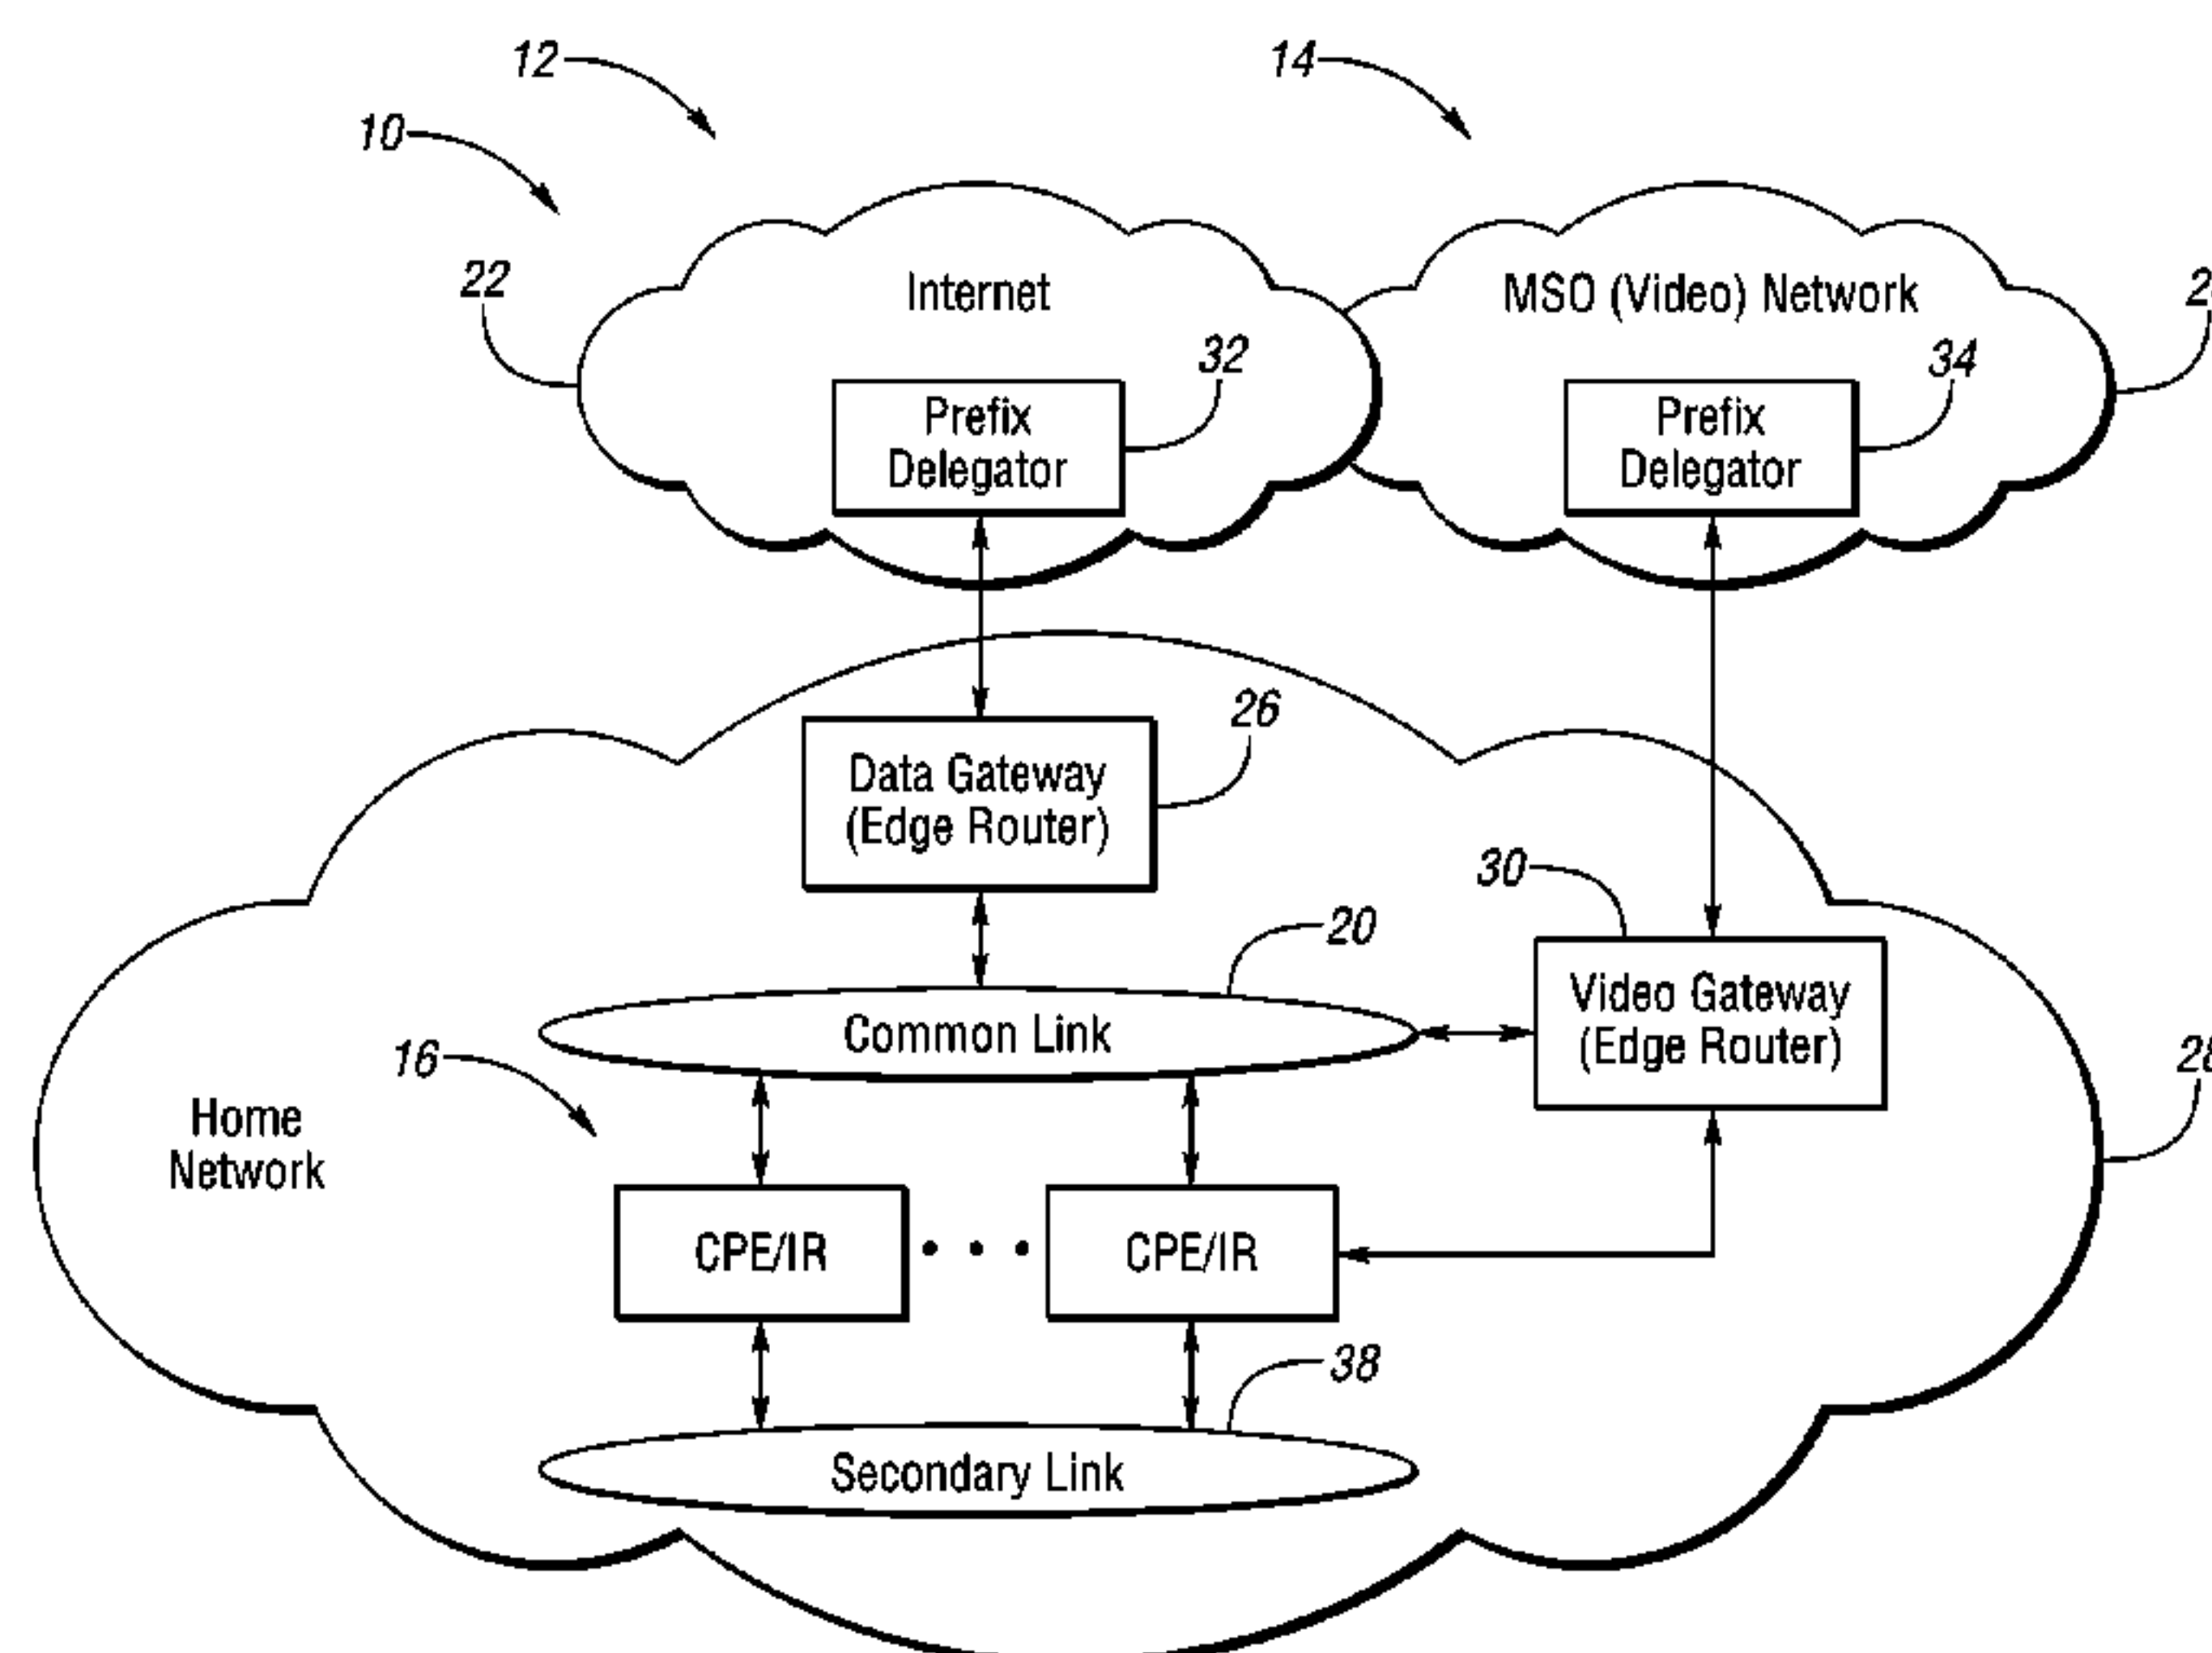 12
14
10
22
Internet
MSO (Video) Network
32
34
Prefix
Delegator
Prefix
Delegator
26
Data Gateway
(Edge Router)
30
20
Video Gateway
(Edge Router)
Common Link
16
28
Home
Network
CPE/IR
CPE/IR
38
Secondary Link